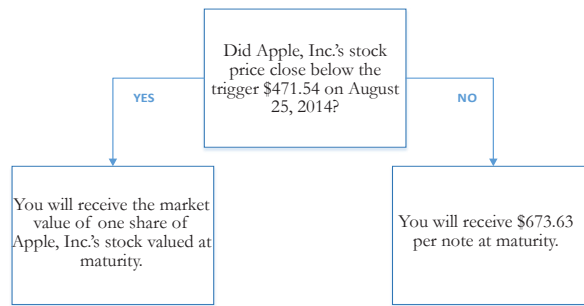 Did Apple, Inc.'s stock
price close below the
trigger $471.54 on August
25, 2014?
YES
NO
You will receive the market
value of one share of
Apple, Inc.'s stock valued at
maturity.
You will receive $673.63
per note at maturity.